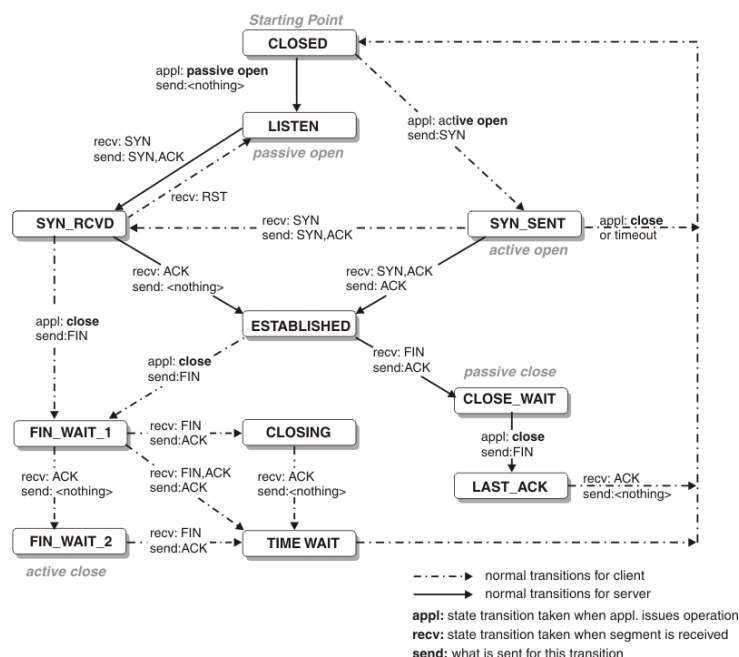 Starting Point
CLOSED
appl: passive open
send:<nothing>
appl: active open
send:SYN
LISTEN
passive open
recv: SYN
send: SYN,ACK
recv: RST
SYN_RCVD
recv: SYN
send: SYN,ACK
SYN_SENT
active open
appl: close
or timeout
recv: ACK
send: <nothing>
recv: SYN,ACK
send: ACK
appl: close
send:FIN
ESTABLISHED
appl: close
send:FIN
recv: FIN
send:ACK
passive close
CLOSE_WAIT
FIN_WAIT_1
recv: FIN
send:ACK
CLOSING
appl: close
send:FIN
recv: ACK
send: <nothing>
recv: FIN,ACK
send:ACK
recv: ACK
send:<nothing>
LAST_ACK
recv: ACK
send:<nothing>
FIN_WAIT_2
active close
recv: FIN
send:ACK
TIME WAIT
normal transitions for client
normal transitions for server
appl: state transition taken when appl. issues operation
recv: state transition taken when segment is received
send: what is sent for this transition